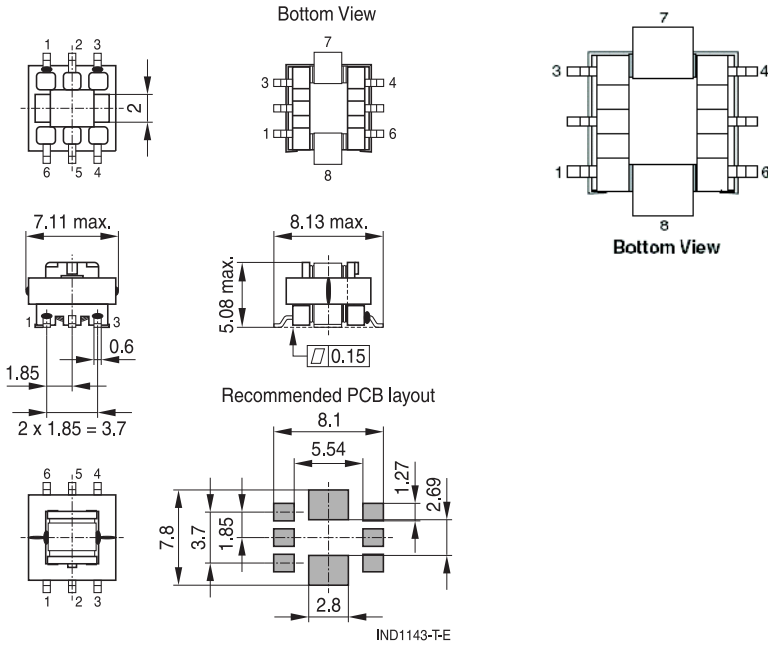 Bottom View
1 2 3
2
6 5 4
7
3 4
1 6
8
7
3 4
1 6
8
Bottom View
7.11 max.
1 3
0.6
1.85
2 x 1.85 = 3.7
8.13 max.
5.08 max.
0.15
Recommended PCB layout
8.1
5.54
1.27
2.69
7.8
3.7
1.85
2.8
6 5 4
1 2 3
IND1143-T-E